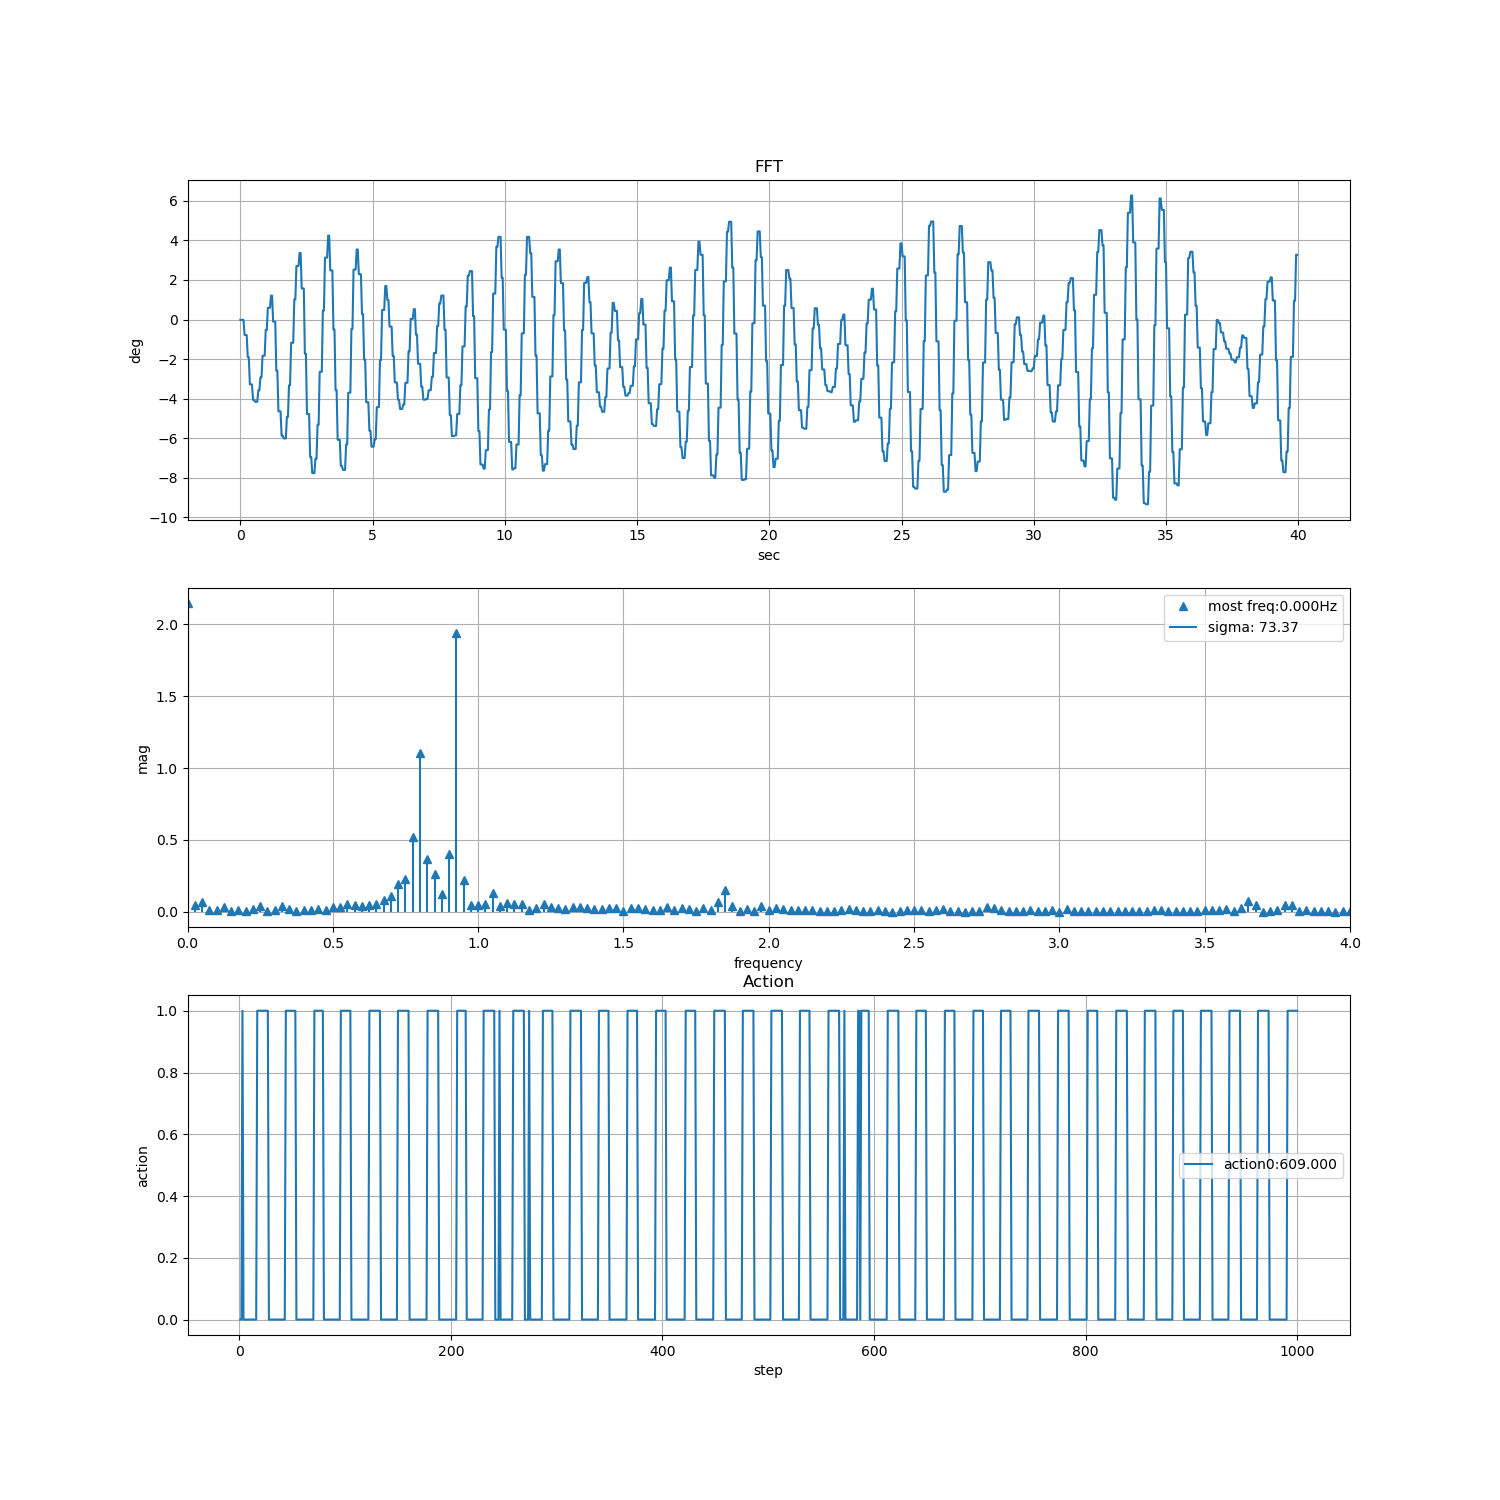 FFT
6
4
2
0
−2
−4
−6
−8
−10
deg
0 5 10 15 20 25 30 35 40
sec
most freq:0.000Hz
sigma: 73.37
2.0
1.5
1.0
0.5
0.0
mag
0.0 0.5 1.0 1.5 2.0 2.5 3.0 3.5 4.0
frequency
Action
1.0
0.8
0.6
0.4
0.2
0.0
action
action0:609.000
0 200 400 600 800 1000
step